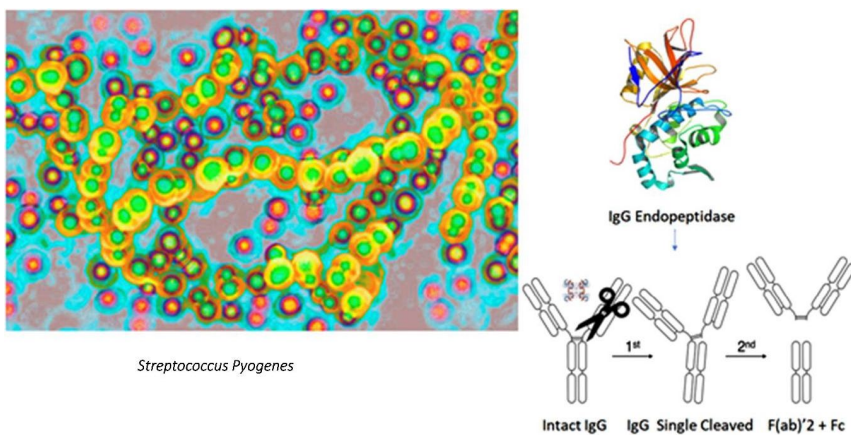 Streptococcus Pyogenes
IgG Endopeptidase
1st
2nd
Intact IgG
IgG Single Cleaved
F(ab)'2 + Fc